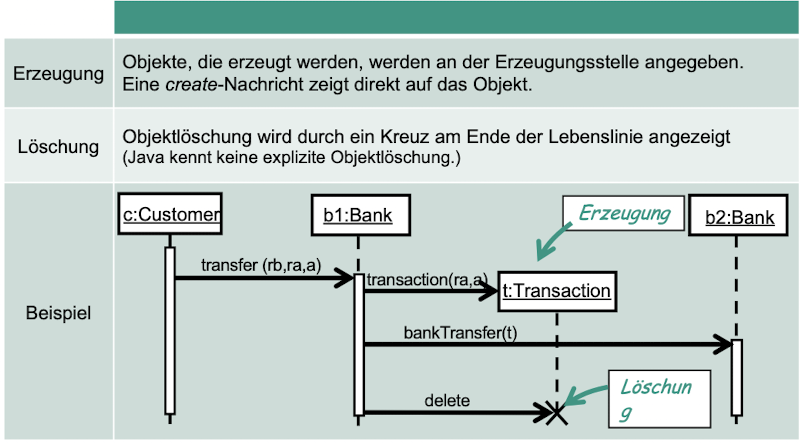 Erzeugung
Objekte, die erzeugt werden, werden an der Erzeugungsstelle angegeben.
Eine create-Nachricht zeigt direkt auf das Objekt.
Löschung
Objektlöschung wird durch ein Kreuz am Ende der Lebenslinie angezeigt
(Java kennt keine explizite Objektlöschung.)
Beispiel
c:Customer
b1:Bank
Erzeugung
b2:Bank
transfer (rb,ra,a)
transaction(ra,a)
t:Transaction
bankTransfer(t)
delete
Löschun
g